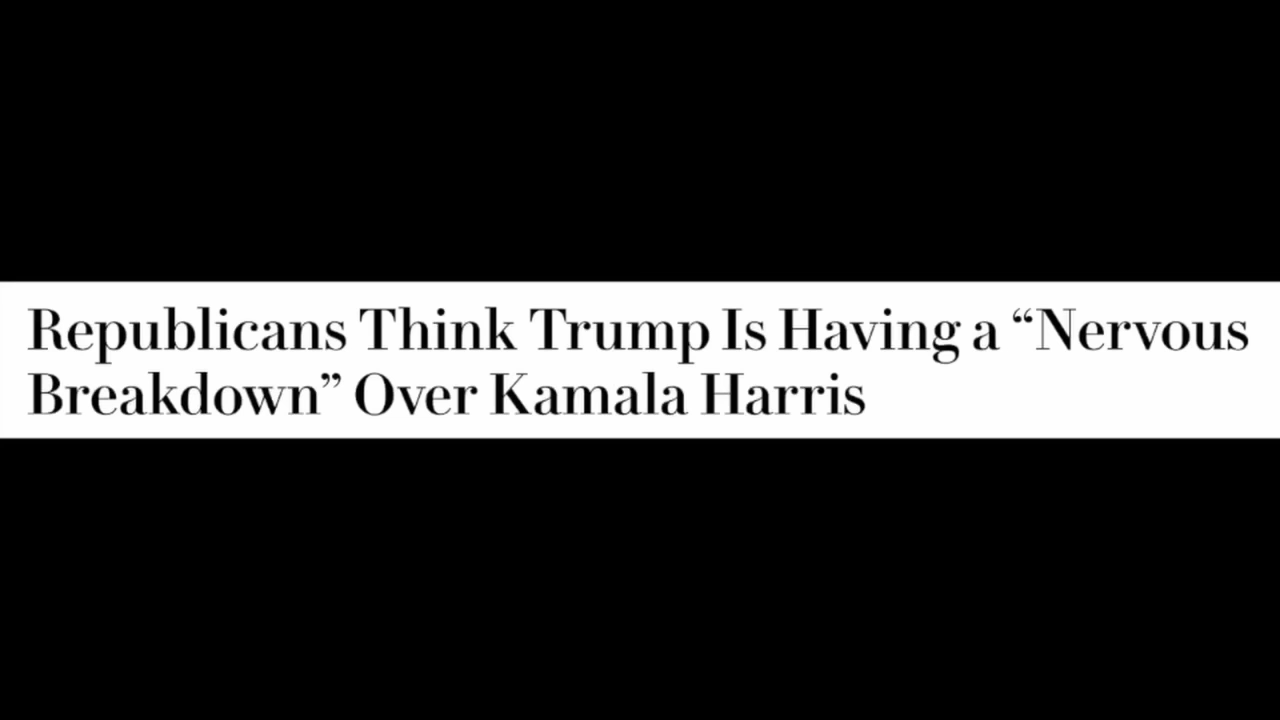 Republicans Think Trump Is Having a “Nervous
Breakdown” Over Kamala Harris